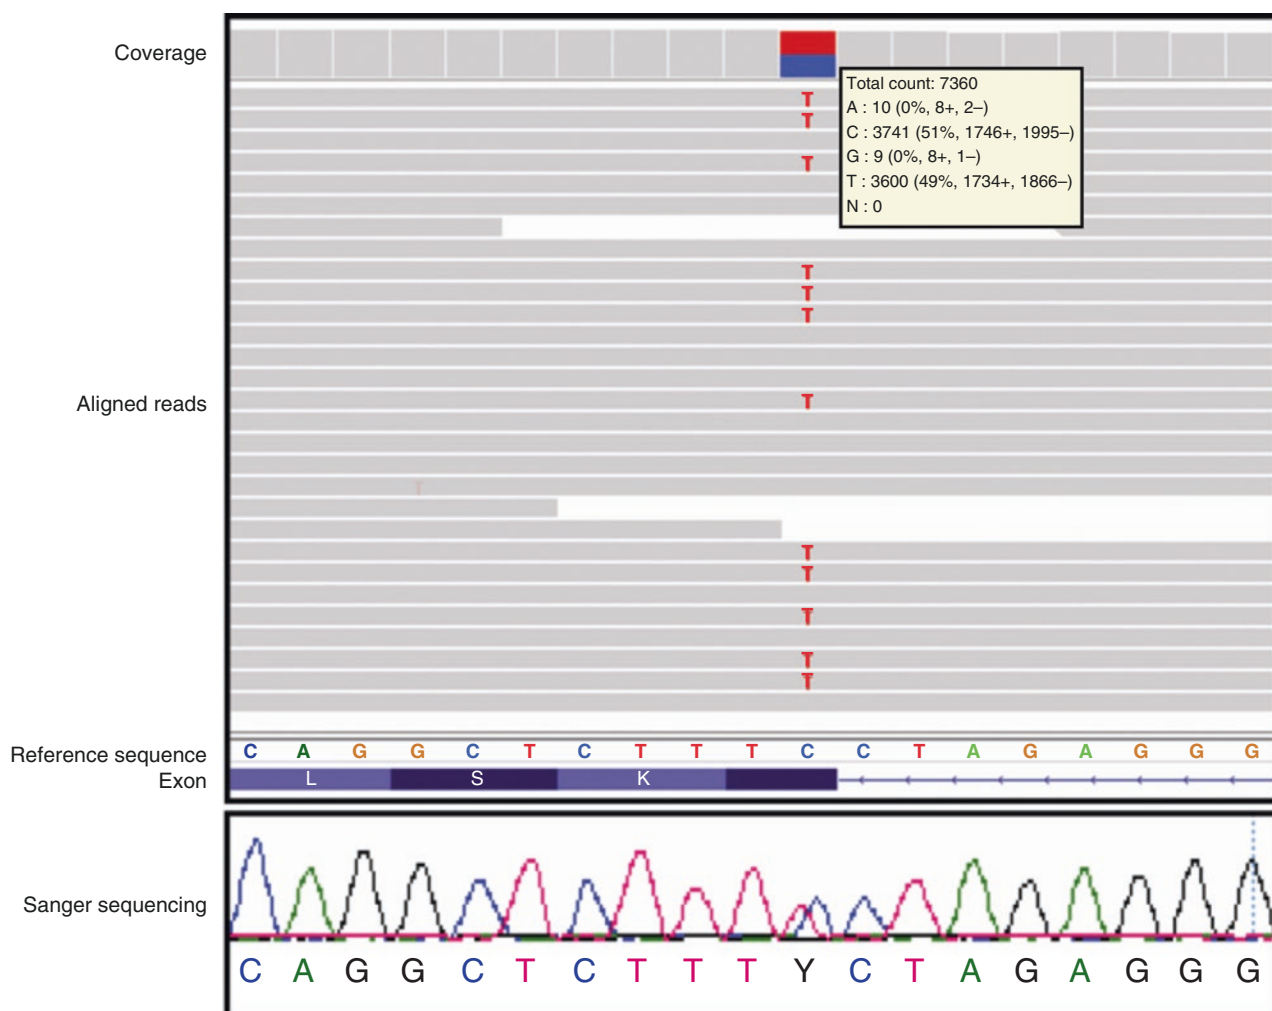 Coverage
Total count: 7360
A : 10 (0%, 8+, 2–)
C : 3741 (51%, 1746+, 1995–)
G : 9 (0%, 8+, 1–)
T : 3600 (49%, 1734+, 1866–)
N : 0
T
T
T
T
T
T
Aligned reads
T
T
T
T
T
T
T
Reference sequence
C A G G C T C T T T C C T A G A G G G
Exon
L S K
Sanger sequencing
C A G G C T C T T T Y C T A G A G G G